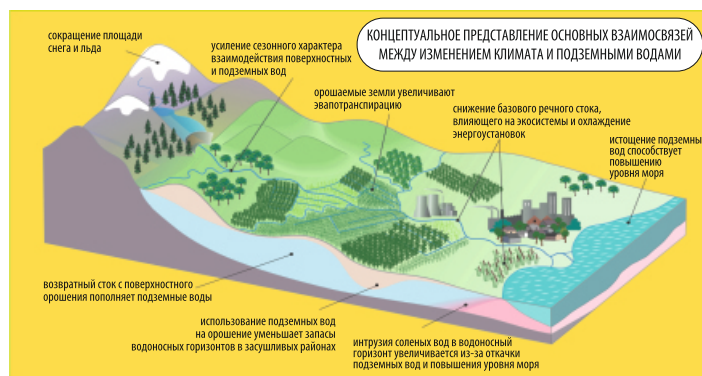 КОНЦЕПТУАЛЬНОЕ ПРЕДСТАВЛЕНИЕ ОСНОВНЫХ ВЗАИМОСВЯЗЕЙ
МЕЖДУ ИЗМЕНЕНИЕМ КЛИМАТА И ПОДЗЕМНЫМИ ВОДАМИ
сокращение площади
снега и льда
усиление сезонного характера
взаимодействия поверхностных
и подземных вод
орошаемые земли увеличивают
эвапотранспирацию
снижение базового речного стока,
влияющего на экосистемы и охлаждение
энергоустановок
истощение подземных
вод способствует
повышению
уровня моря
возвратный сток с поверхностного
орошения пополняет подземные воды
использование подземных вод
на орошение уменьшает запасы
водоносных горизонтов в засушливых районах
интрузия соленых вод в водоносный
горизонт увеличивается из-за откачки
подземных вод и повышения уровня моря